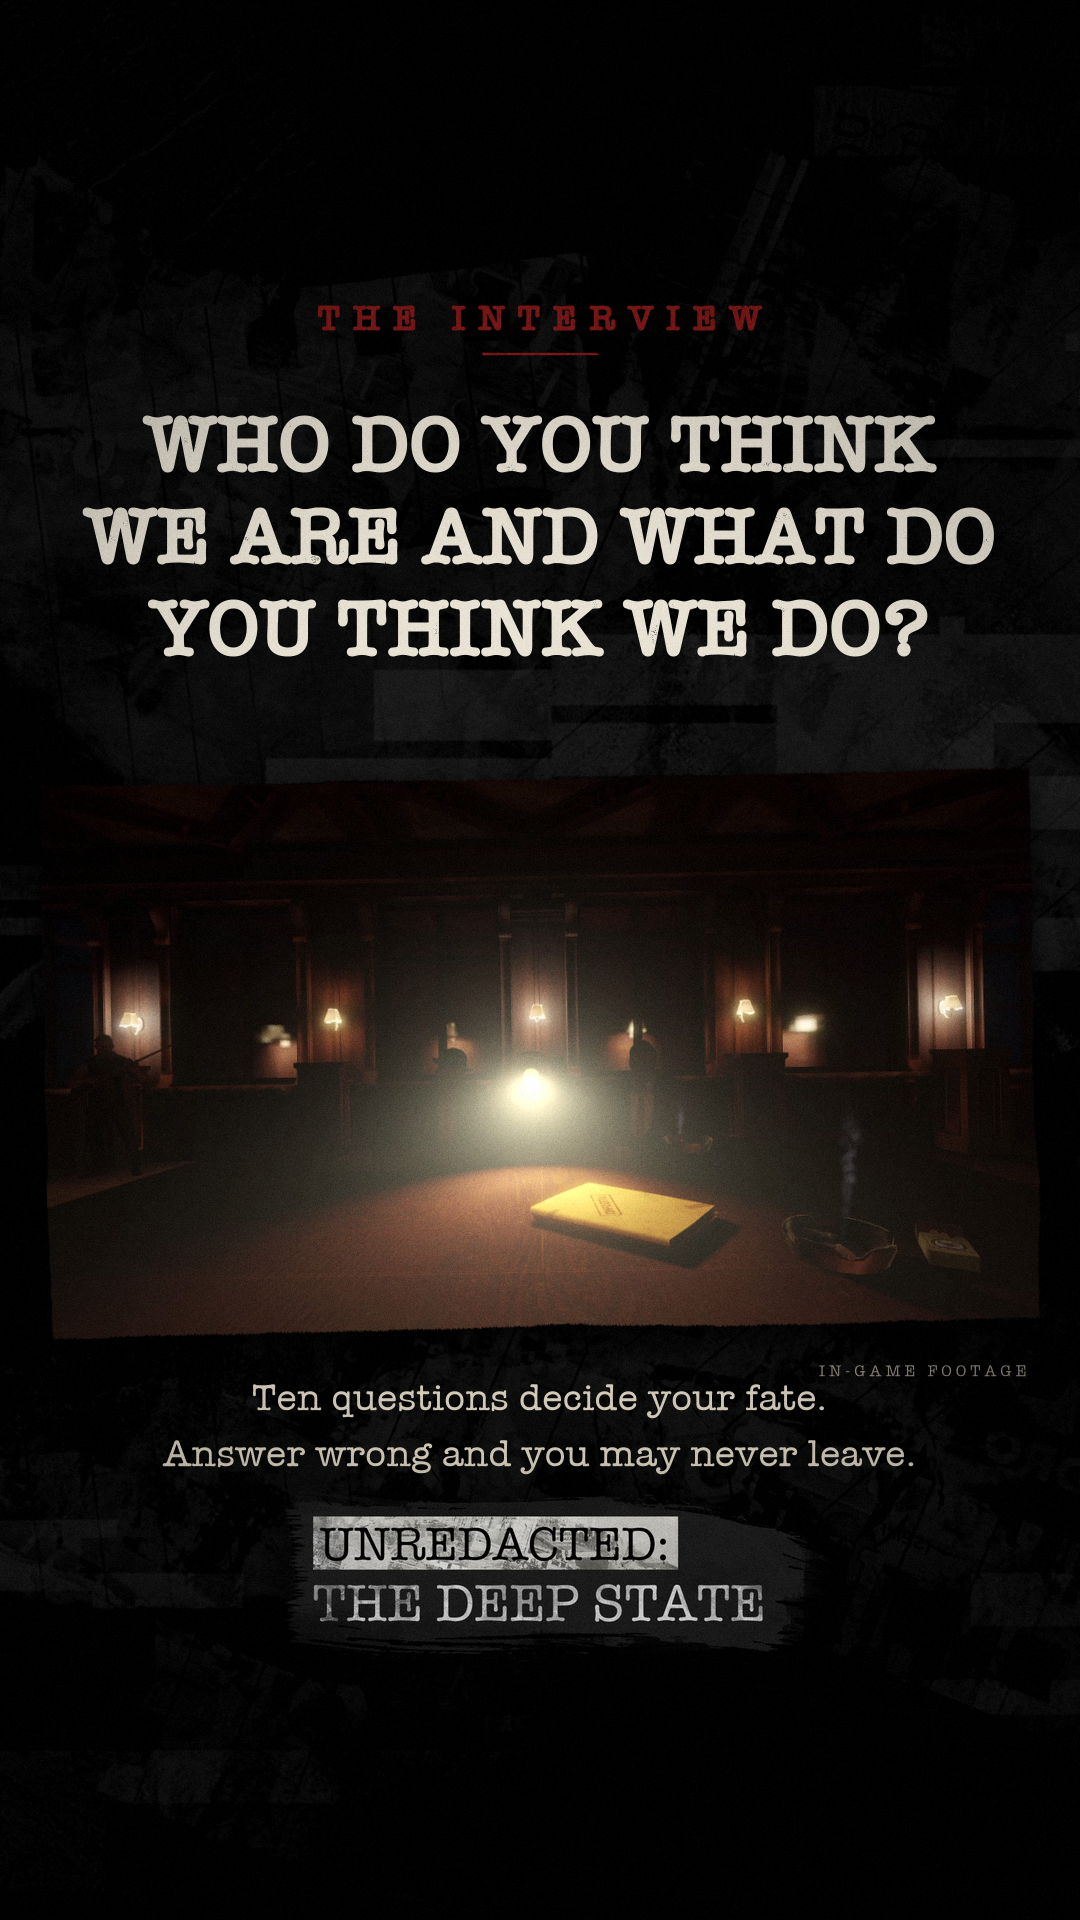 THE INTERVIEW
WHO DO YOU THINK
WE ARE AND WHAT DO
YOU THINK WE DO?
IN-GAME FOOTAGE
Ten questions decide your fate.
Answer wrong and you may never leave.
UNREDACTED:
THE DEEP STATE